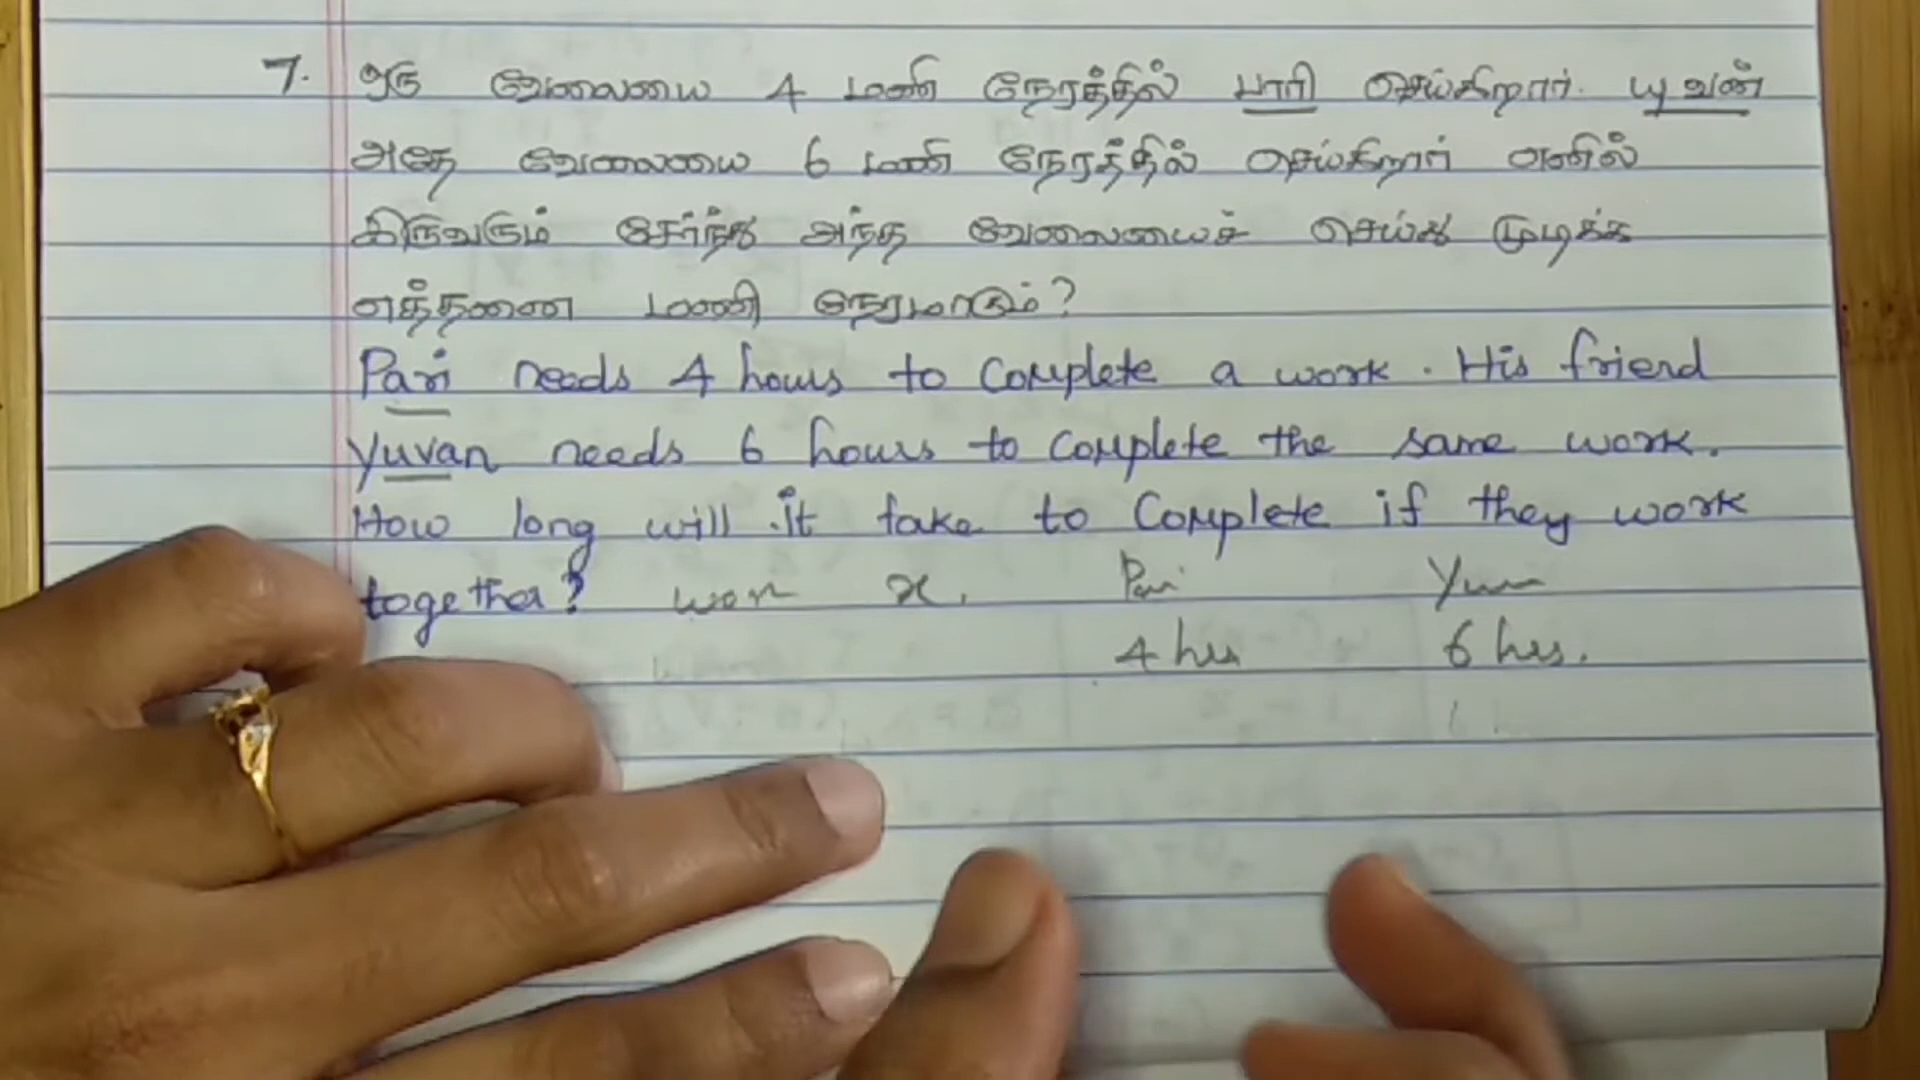 7. ஒரு வேலையை 4 மணி நேரத்தில் பாரி செய்கிறார். யுவன்
அதே வேலையை 6 மணி நேரத்தில் செய்கிறார் எனில்
இருவரும் சேர்ந்து அந்த வேலையைச் செய்து முடிக்க
எத்தனை மணி நேரமாகும்?
Pari needs 4 hours to complete a work. His friend
Yuvan needs 6 hours to complete the same work.
How long will it take to complete if they work
together? work x. Pari Yuvan
4 hrs 6 hrs.